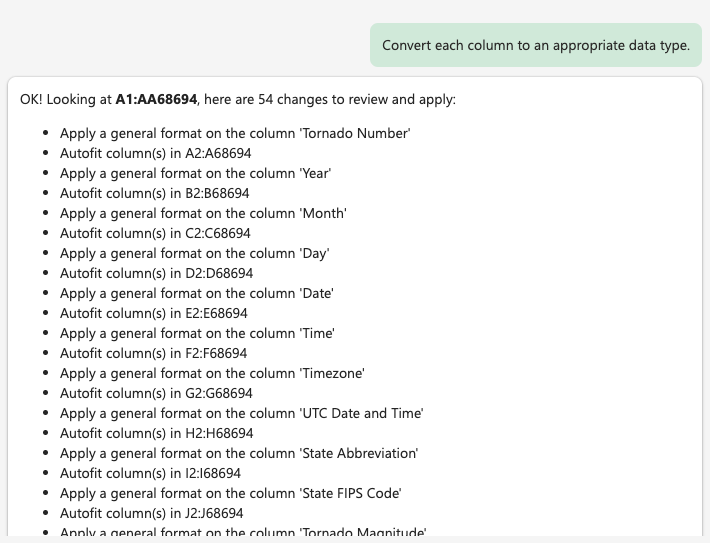 Convert each column to an appropriate data type.
OK! Looking at A1:AA68694, here are 54 changes to review and apply:
Apply a general format on the column 'Tornado Number'
Autofit column(s) in A2:A68694
Apply a general format on the column 'Year'
Autofit column(s) in B2:B68694
Apply a general format on the column 'Month'
Autofit column(s) in C2:C68694
Apply a general format on the column 'Day'
Autofit column(s) in D2:D68694
Apply a general format on the column 'Date'
Autofit column(s) in E2:E68694
Apply a general format on the column 'Time'
Autofit column(s) in F2:F68694
Apply a general format on the column 'Timezone'
Autofit column(s) in G2:G68694
Apply a general format on the column 'UTC Date and Time'
Autofit column(s) in H2:H68694
Apply a general format on the column 'State Abbreviation'
Autofit column(s) in I2:I68694
Apply a general format on the column 'State FIPS Code'
Autofit column(s) in J2:J68694
Apply a general format on the column 'Tornado Magnitude'